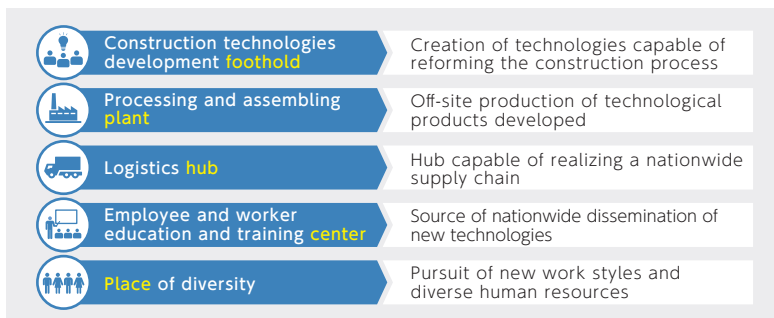 Construction technologies
development foothold
Creation of technologies capable of
reforming the construction process
Processing and assembling
plant
Off-site production of technological
products developed
Logistics hub
Hub capable of realizing a nationwide
supply chain
Employee and worker
education and training center
Source of nationwide dissemination of
new technologies
Place of diversity
Pursuit of new work styles and
diverse human resources